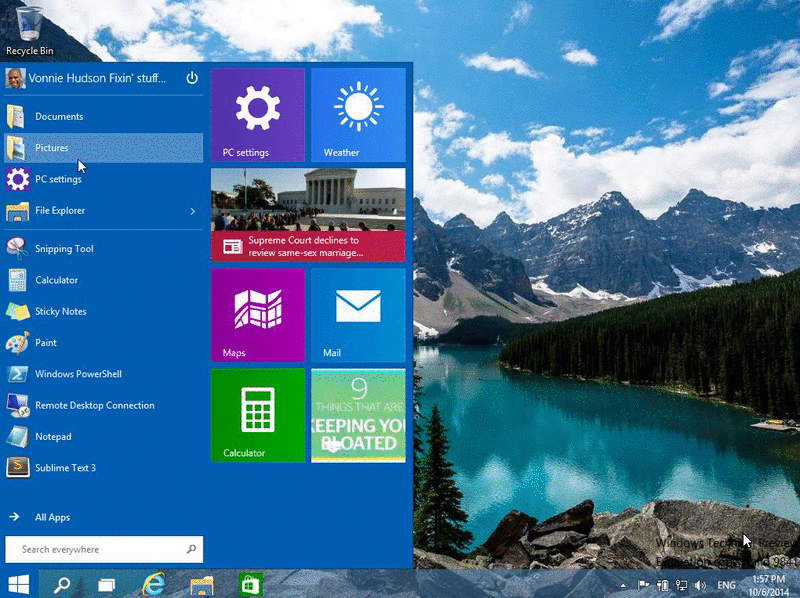 Recycle Bin
Vonnie Hudson Fixin' stuff...
Documents
Pictures
PC settings
File Explorer
Snipping Tool
Calculator
Sticky Notes
Paint
Windows PowerShell
Remote Desktop Connection
Notepad
Sublime Text 3
All Apps
Search everywhere
PC settings
Weather
Supreme Court declines to
review same-sex marriage...
Maps
Mail
Calculator
9
THINGS THAT ARE
KEEPING YOU
BLOATED
Windows Preview
ENG
1:57 PM
10/6/2014